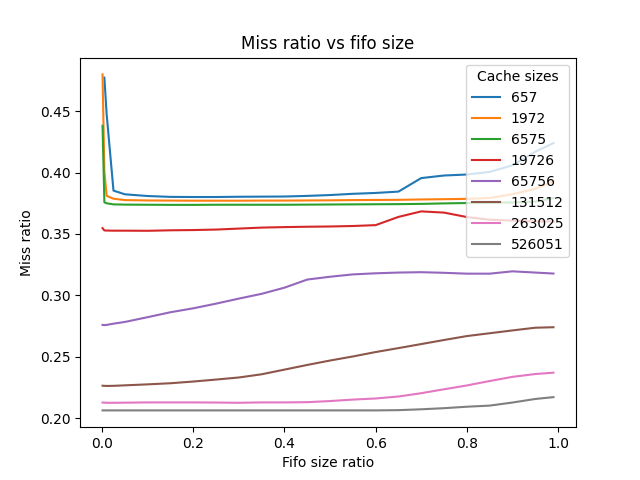 Miss ratio vs fifo size
Cache sizes
657
1972
6575
19726
65756
131512
263025
526051
Miss ratio
0.45
0.40
0.35
0.30
0.25
0.20
0.0 0.2 0.4 0.6 0.8 1.0
Fifo size ratio